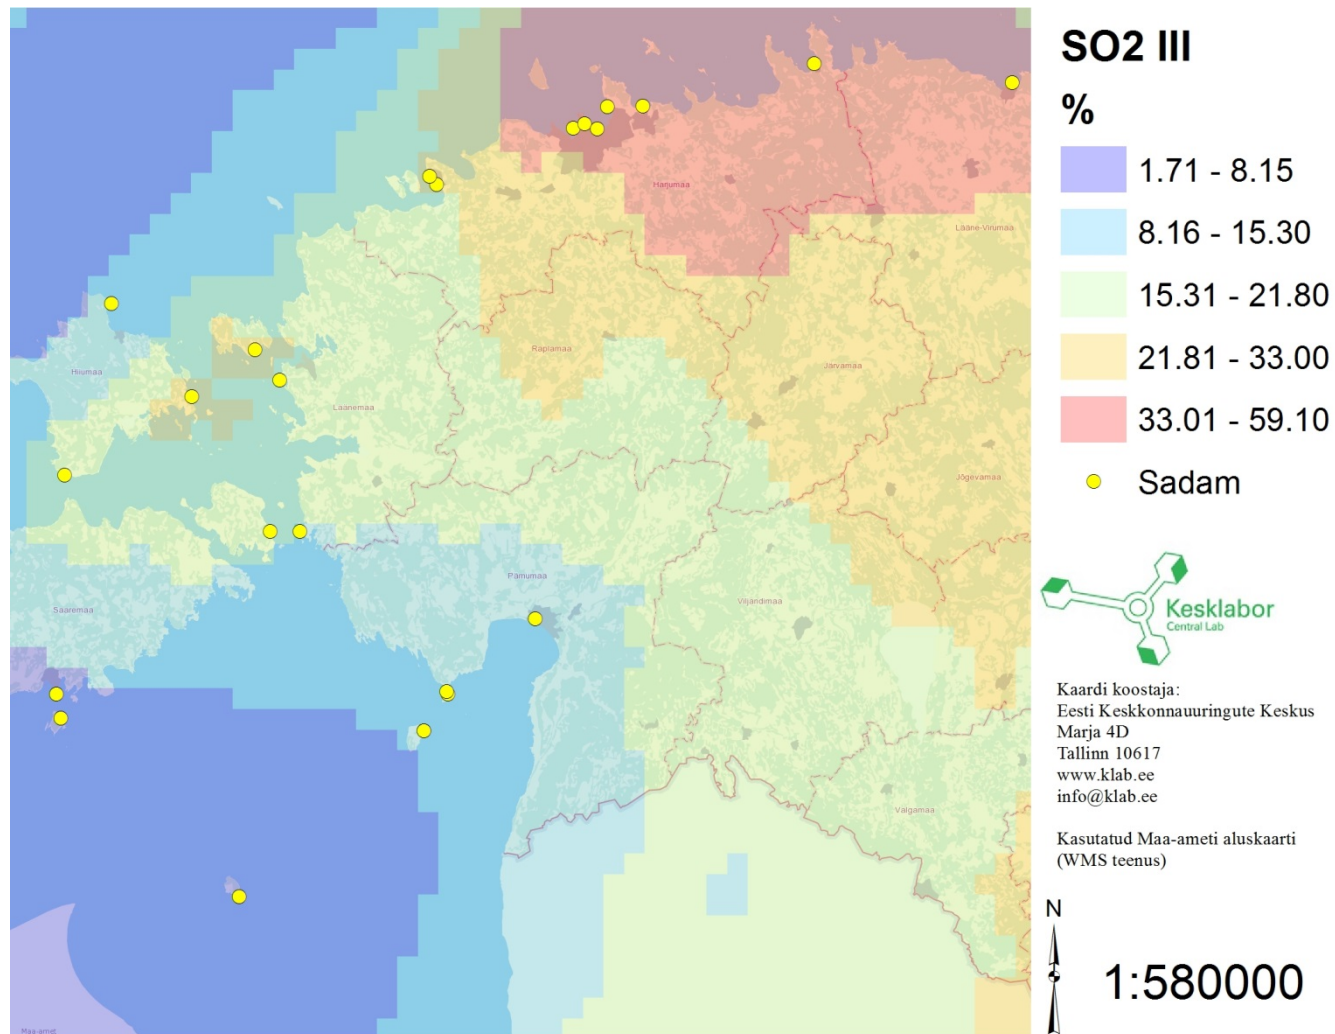 SO2 III
%
1.71 - 8.15
8.16 - 15.30
15.31 - 21.80
21.81 - 33.00
33.01 - 59.10
Sadam
Harjumaa
Lääne-Virumaa
Raplamaa
Järvamaa
Hiiumaa
Läänemaa
Jõgevamaa
Pärnumaa
Viljandimaa
Saaremaa
Valgamaa
Maa-amet
Kesklabor
Central Lab
Kaardi koostaja:
Eesti Keskkonnauuringute Keskus
Marja 4D
Tallinn 10617
www.klab.ee
info@klab.ee
Kasutatud Maa-ameti aluskaarti
(WMS teenus)
N
1:580000